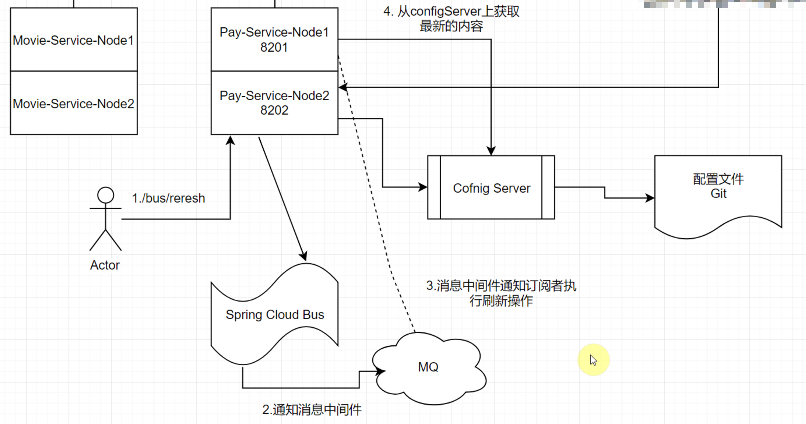 4. 从configServer上获取
最新的内容
Movie-Service-Node1
Movie-Service-Node2
Pay-Service-Node1
8201
Pay-Service-Node2
8202
1./bus/reresh
Actor
Cofnig Server
配置文件
Git
Spring Cloud Bus
3.消息中间件通知订阅者执
行刷新操作
MQ
2.通知消息中间件